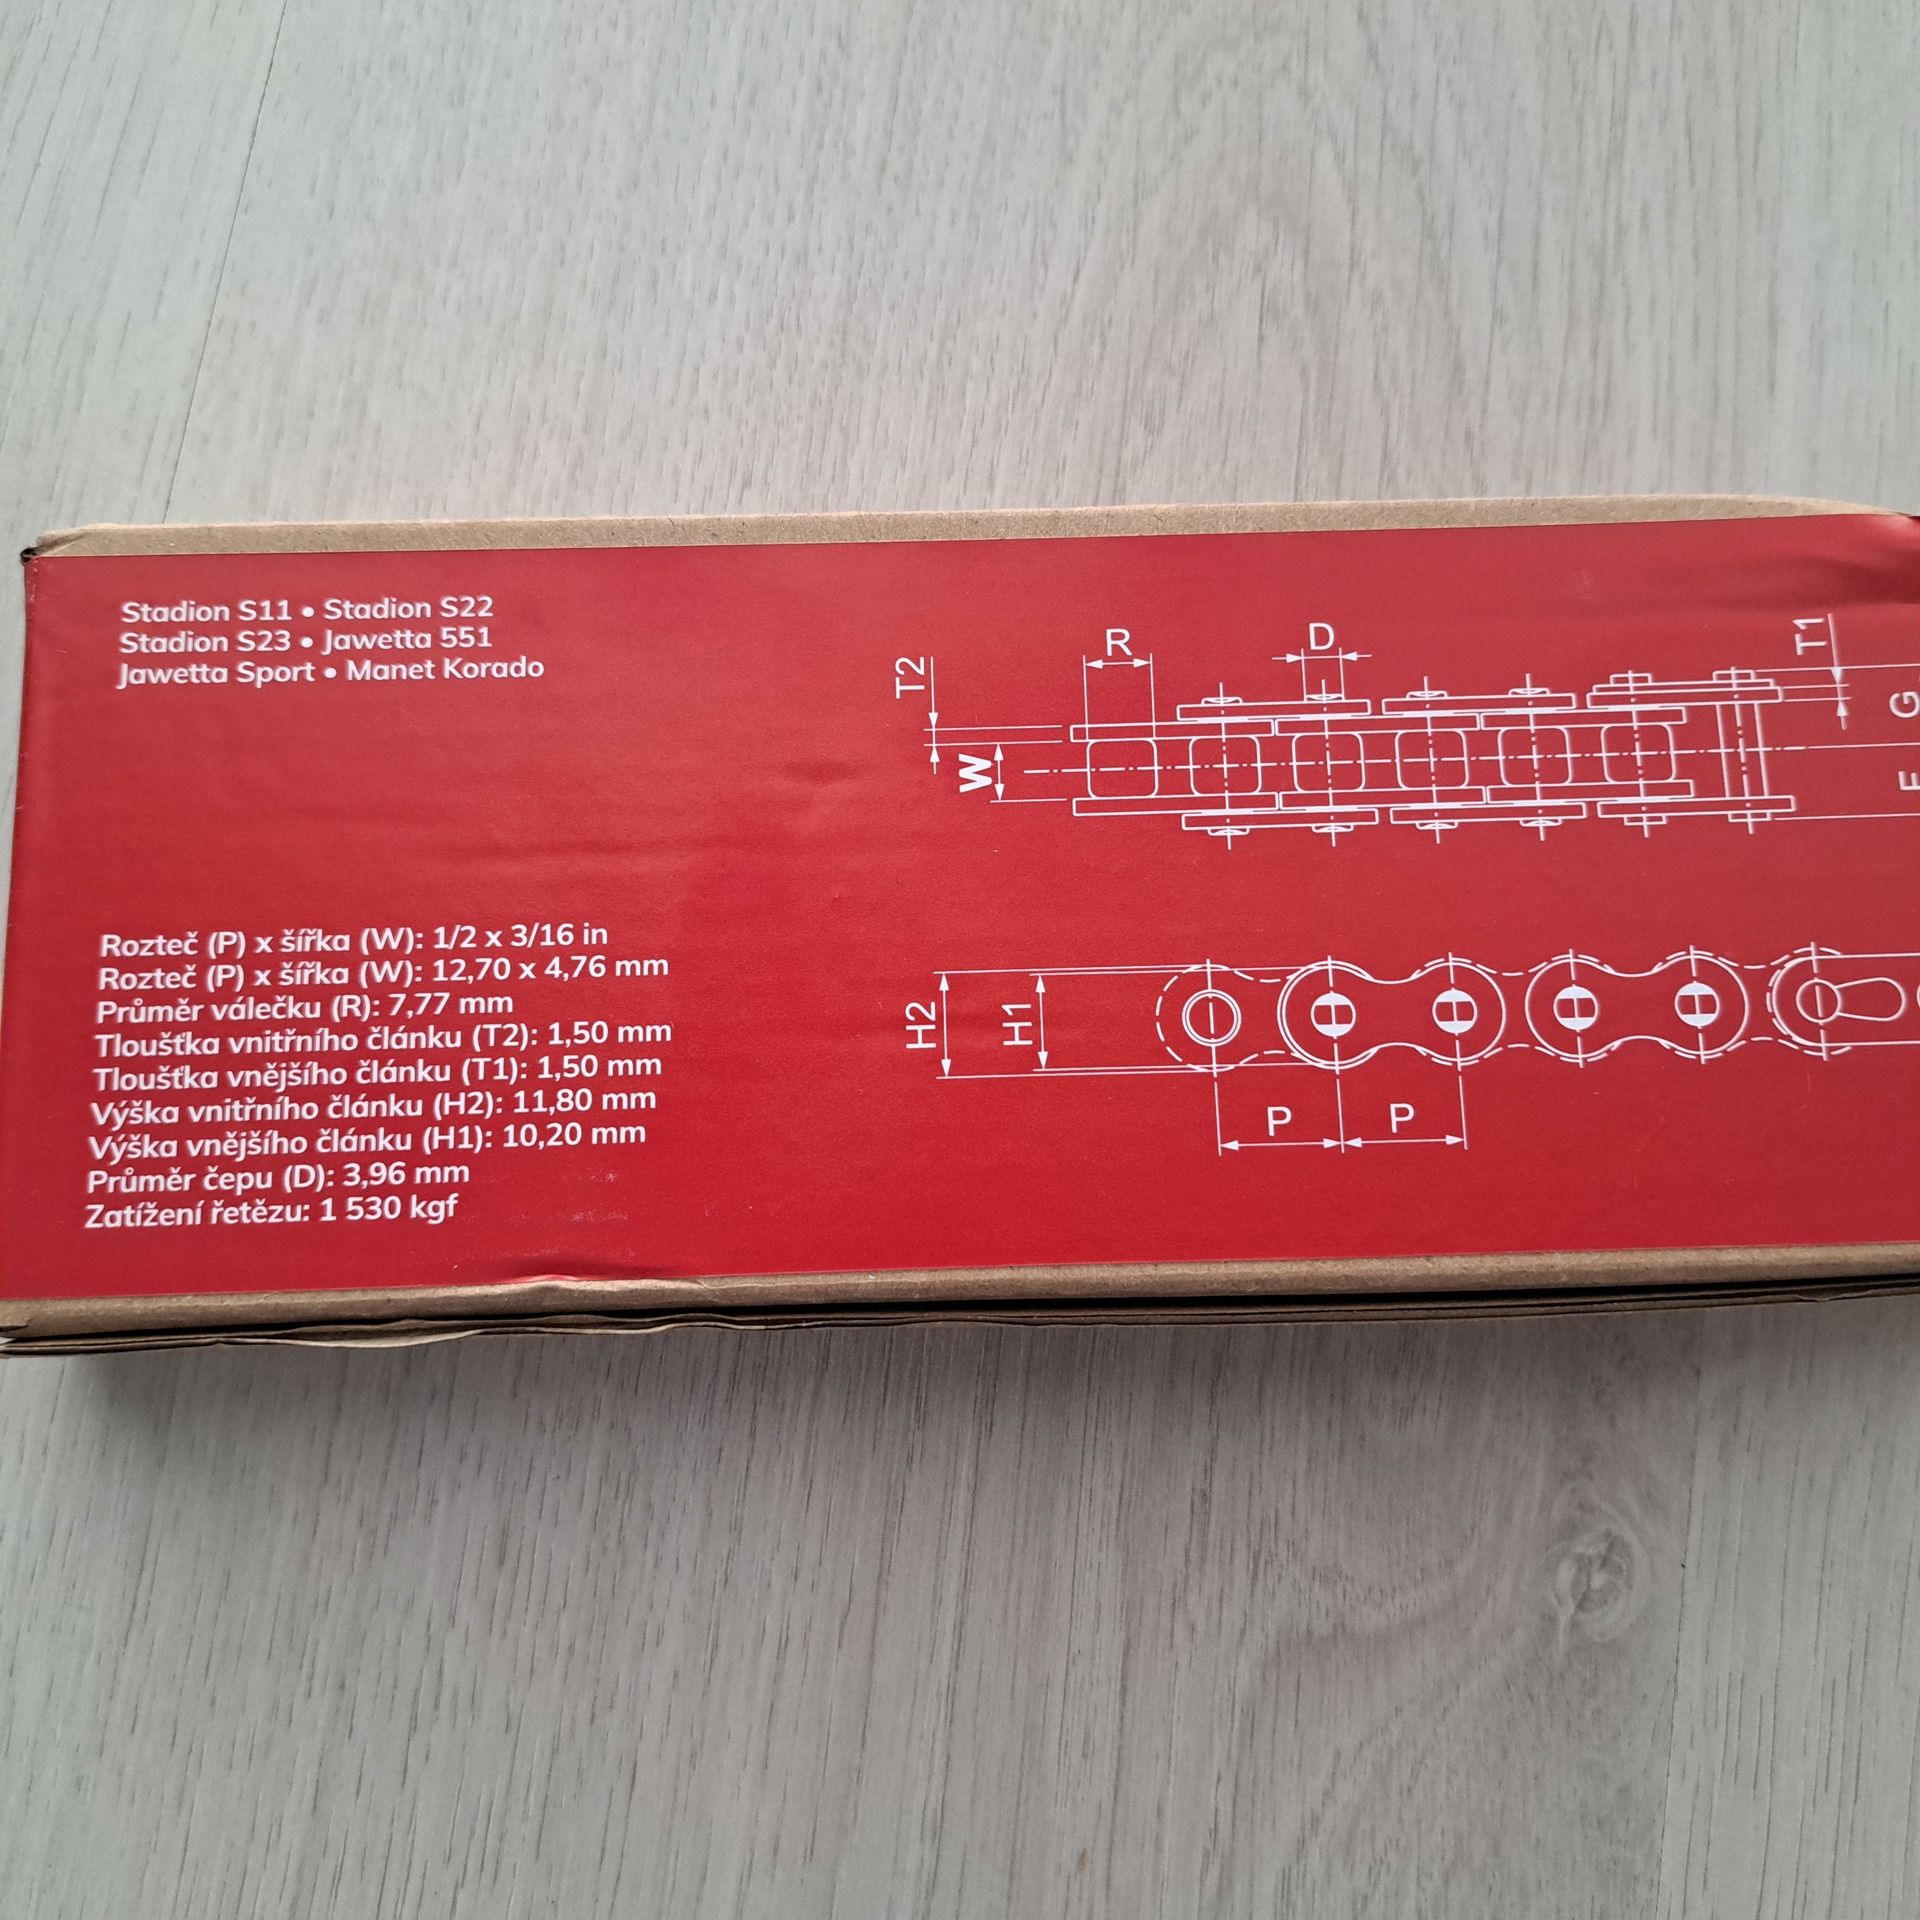 Stadion S11 • Stadion S22
Stadion S23 • Jawetta 551
Jawetta Sport • Manet Korado
Rozteč (P) x šířka (W): 1/2 x 3/16 in
Rozteč (P) x šířka (W): 12,70 x 4,76 mm
Průměr válečku (R): 7,77 mm
Tloušťka vnitřního článku (T2): 1,50 mm
Tloušťka vnějšího článku (T1): 1,50 mm
Výška vnitřního článku (H2): 11,80 mm
Výška vnějšího článku (H1): 10,20 mm
Průměr čepu (D): 3,96 mm
Zatížení řetězu: 1 530 kgf
T2
R
D
T1
W
G
H2
H1
P
P